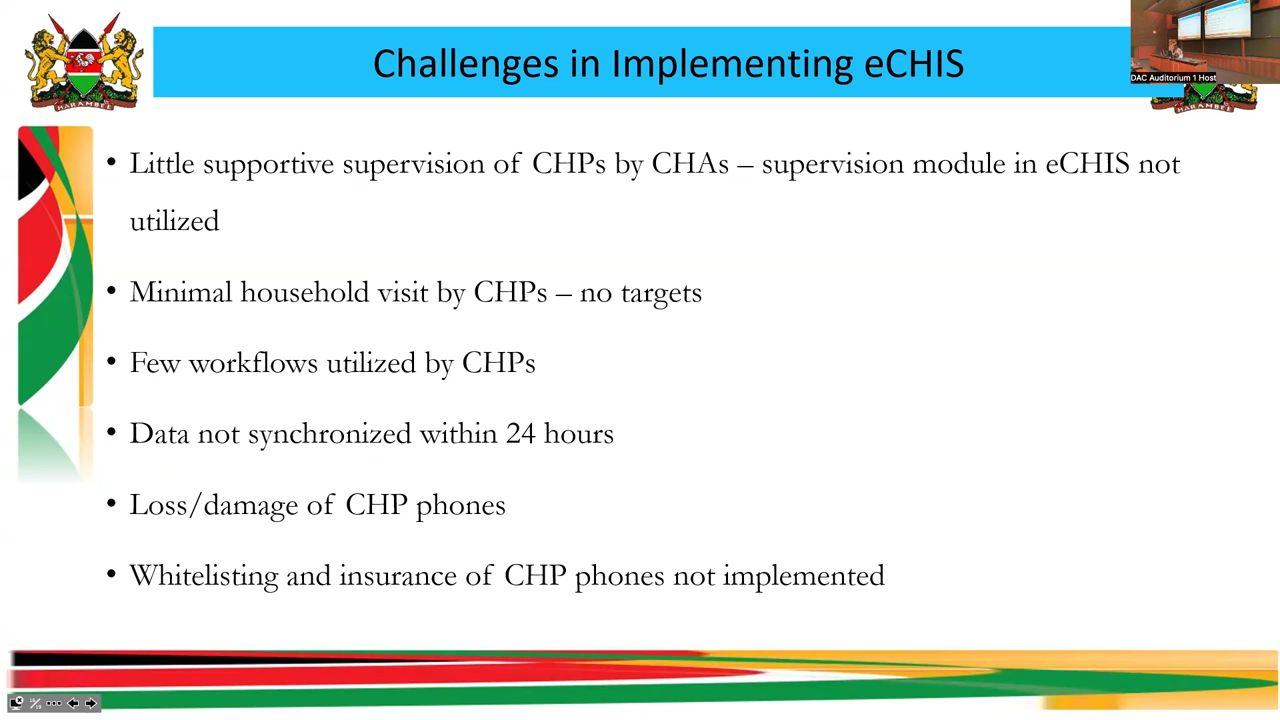 Challenges in Implementing eCHIS
DAC Auditorium 1 Host
HARAMBEE
HARAMBEE
• Little supportive supervision of CHPs by CHAs – supervision module in eCHIS not
utilized
• Minimal household visit by CHPs – no targets
• Few workflows utilized by CHPs
• Data not synchronized within 24 hours
• Loss/damage of CHP phones
• Whitelisting and insurance of CHP phones not implemented